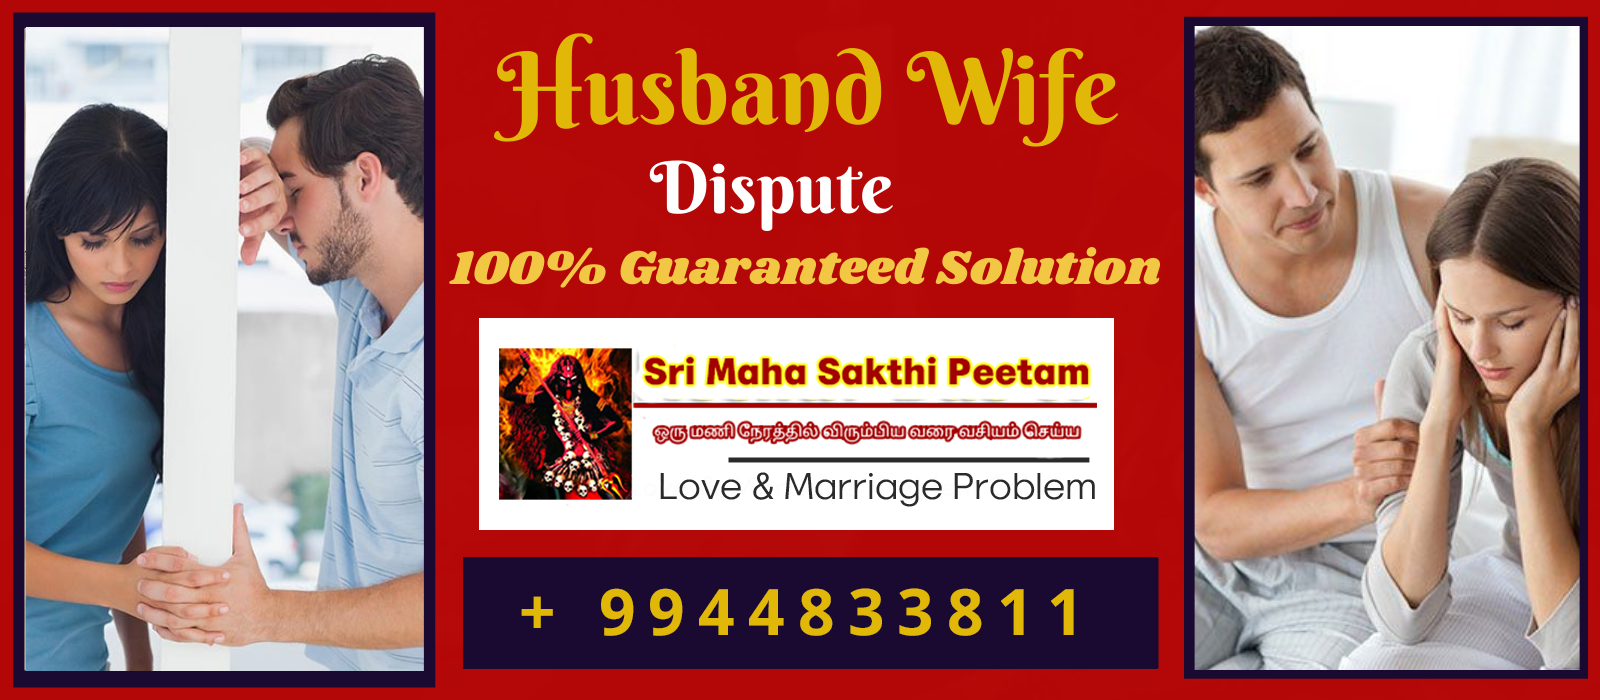 Husband Wife
Dispute
100% Guaranteed Solution
Sri Maha Sakthi Peetam
ஒரு மணி நேரத்தில் விரும்பிய வரை வசியம் செய்ய
Love & Marriage Problem
+ 9944833811